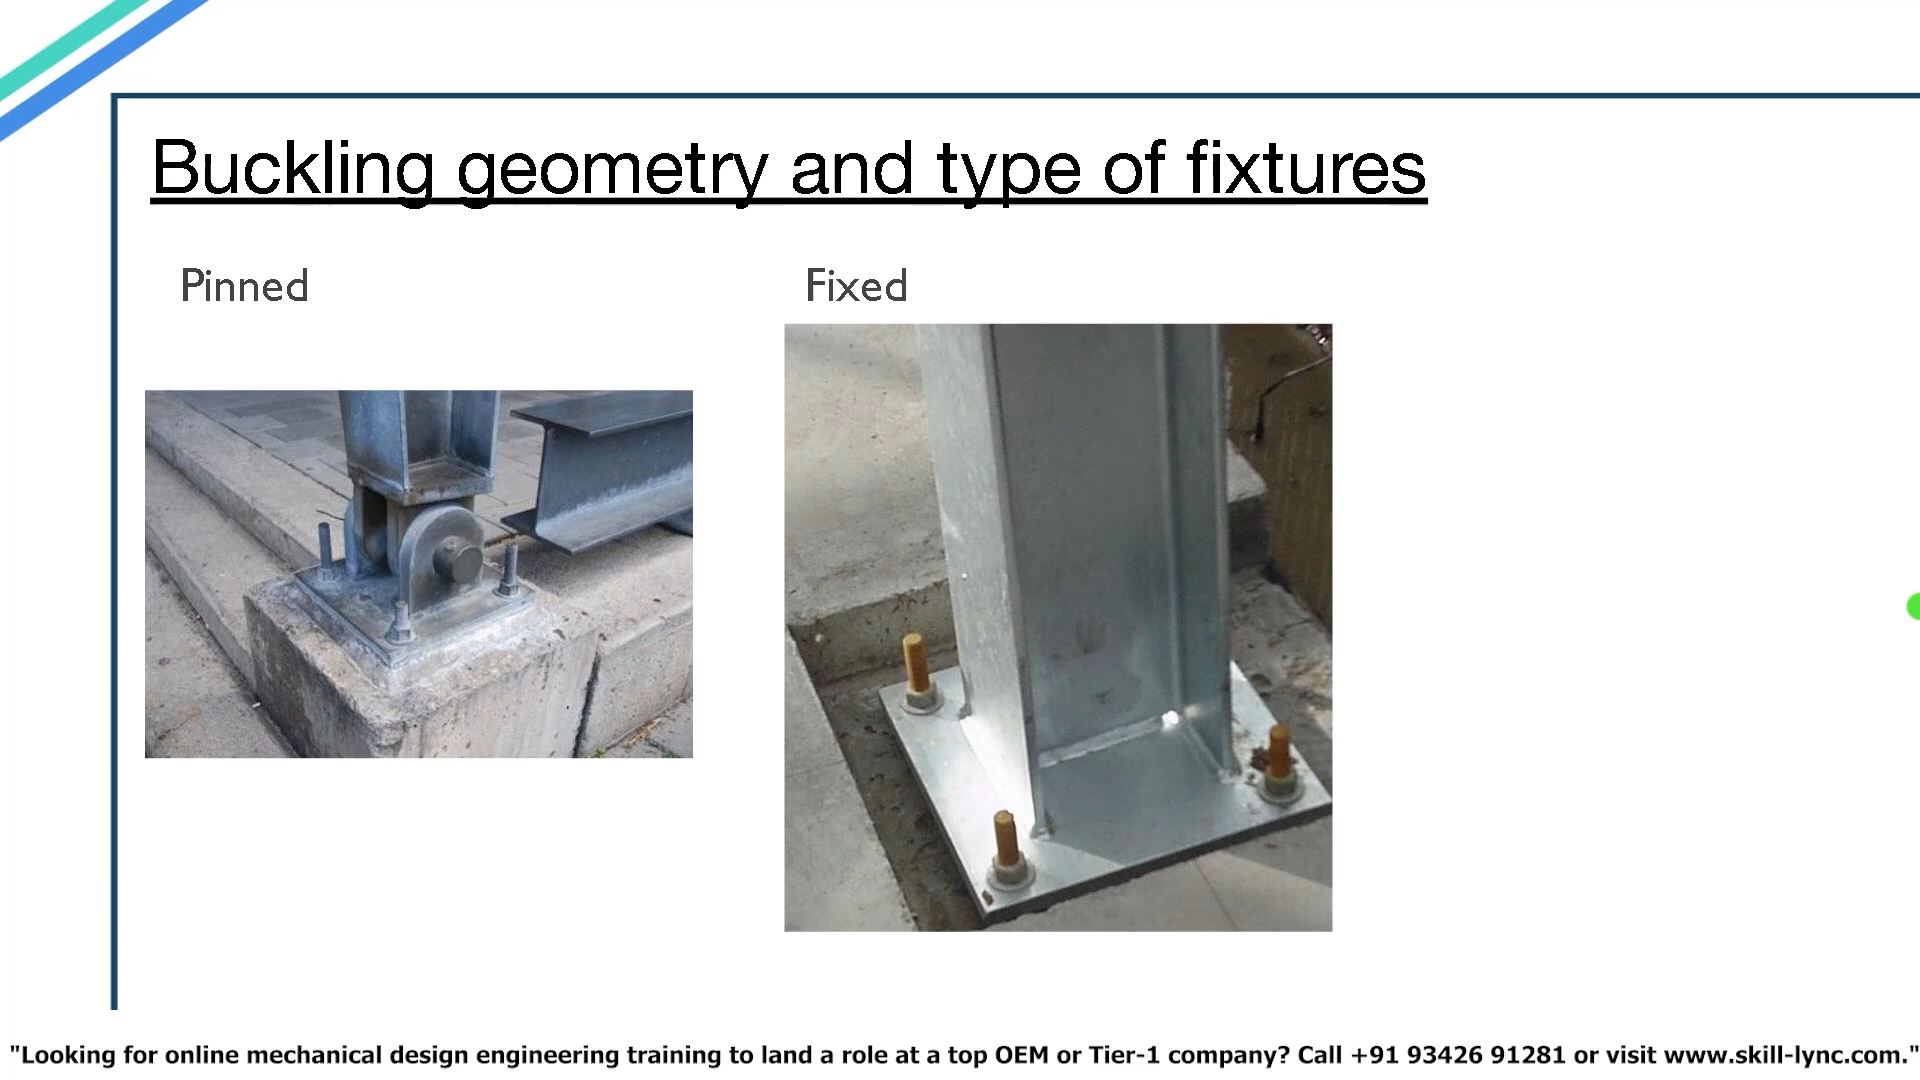 Buckling geometry and type of fixtures
Pinned
Fixed
"Looking for online mechanical design engineering training to land a role at a top OEM or Tier-1 company? Call +91 93426 91281 or visit www.skill-lync.com."